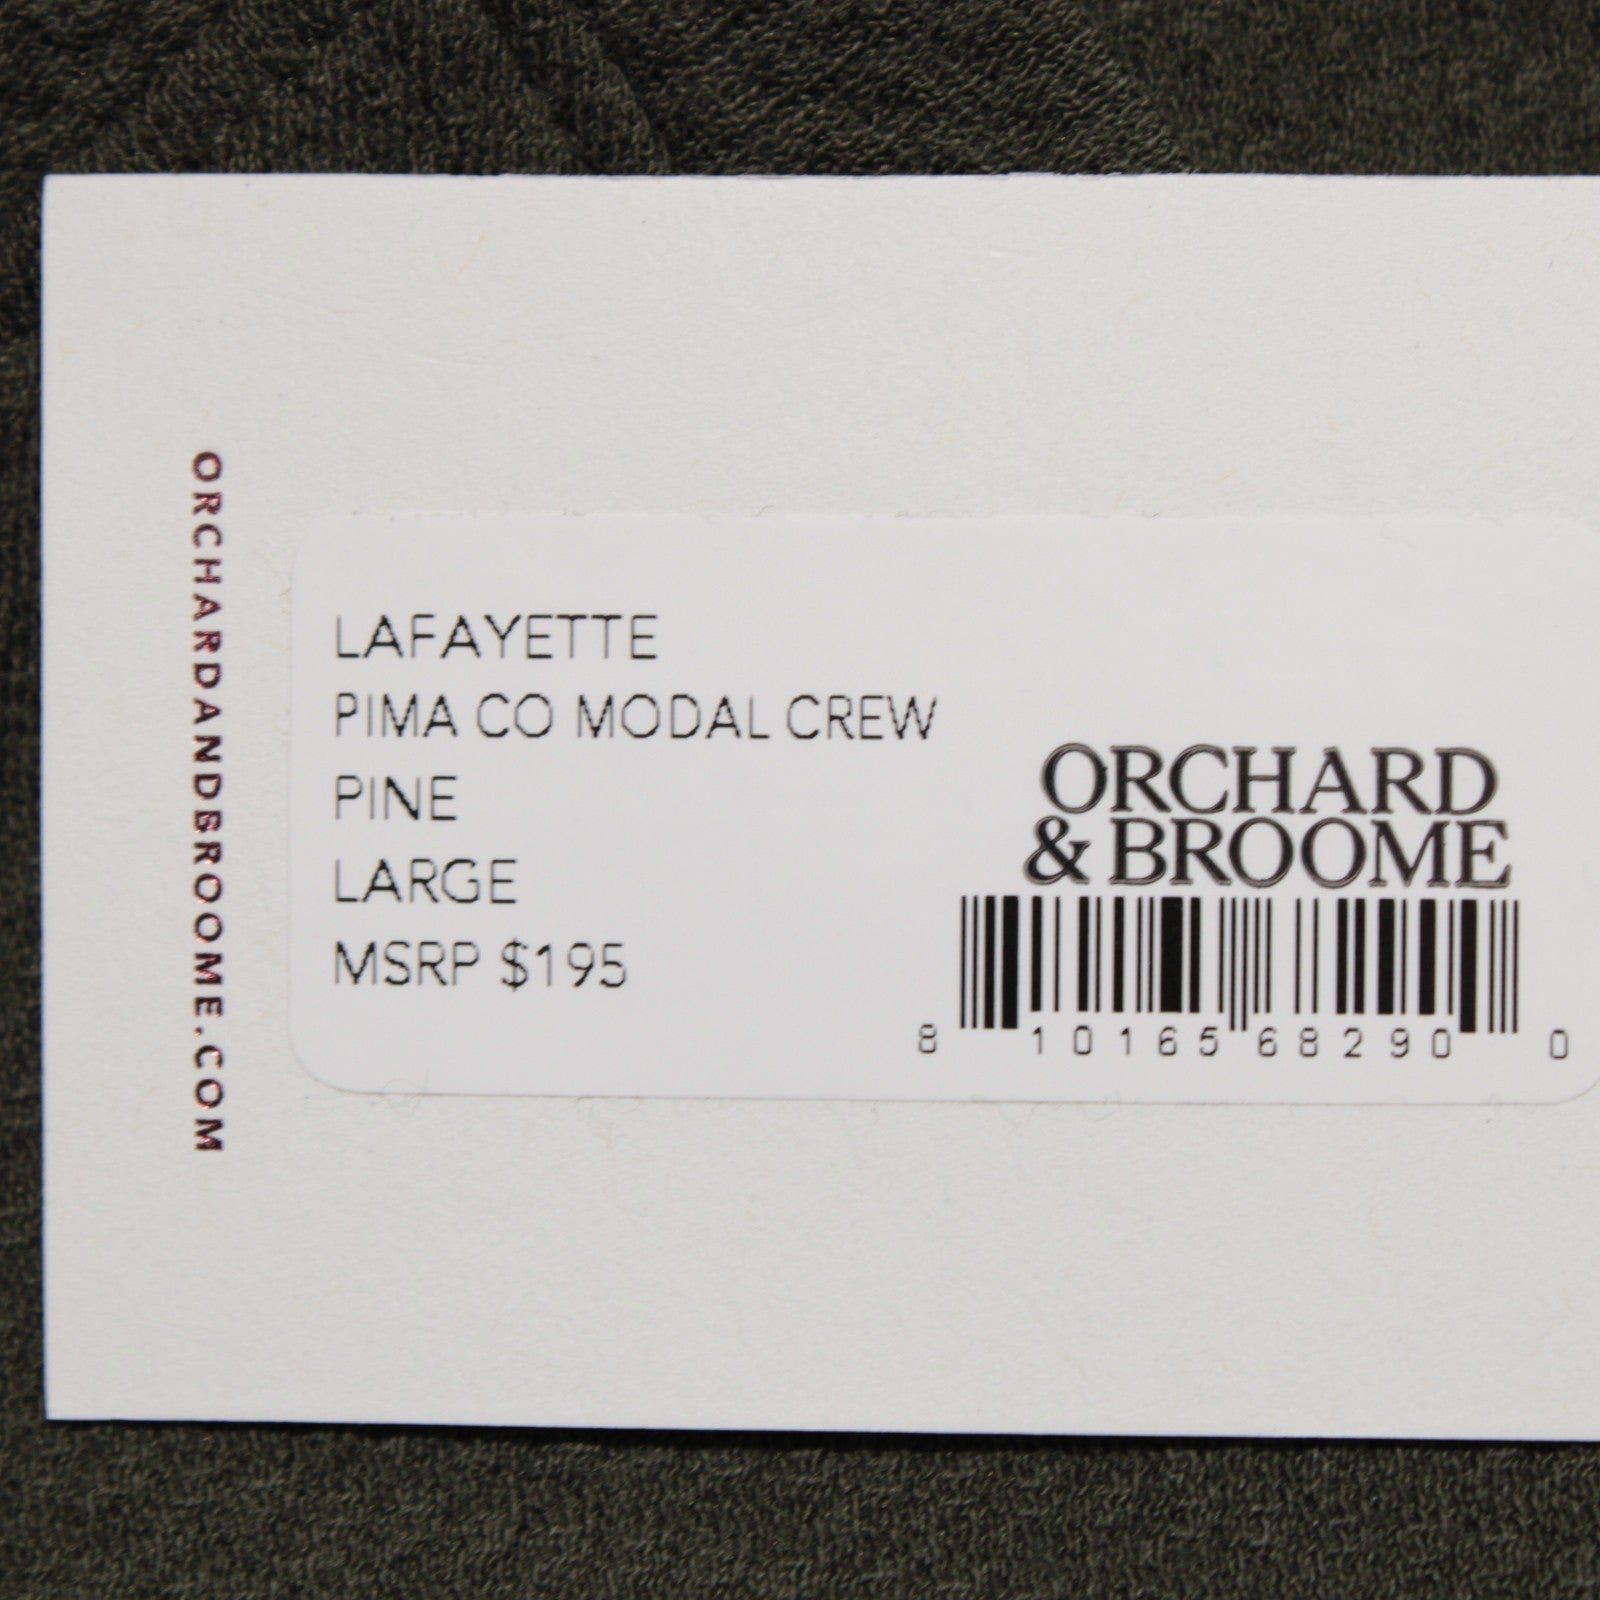 ORCHARDANDBROOME.COM
LAFAYETTE
PIMA CO MODAL CREW
PINE
LARGE
MSRP $195
ORCHARD
& BROOME
8 10165 68290 0